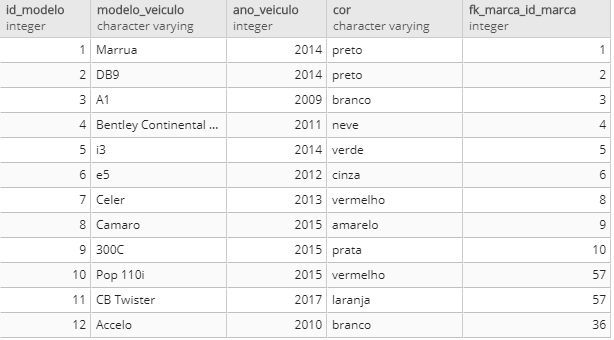 id_modelo modelo_veiculo ano_veiculo cor fk_marca_id_marca
integer character varying integer character varying integer
1 Marrua 2014 preto 1
2 DB9 2014 preto 2
3 A1 2009 branco 3
4 Bentley Continental ... 2011 neve 4
5 i3 2014 verde 5
6 e5 2012 cinza 6
7 Celer 2013 vermelho 8
8 Camaro 2015 amarelo 9
9 300C 2015 prata 10
10 Pop 110i 2015 vermelho 57
11 CB Twister 2017 laranja 57
12 Accelo 2010 branco 36